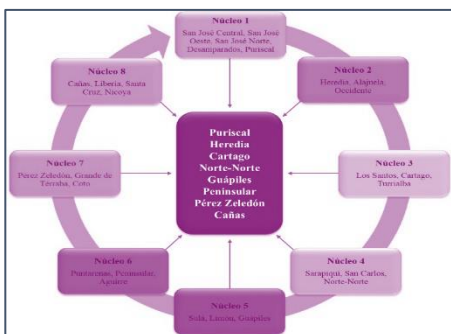 Núcleo 1
San José Central, San José
Oeste, San José Norte,
Desamparados, Puriscal
Núcleo 2
Heredia, Alajuela,
Occidente
Núcleo 3
Los Santos, Cartago,
Turrialba
Núcleo 4
Sarapiquí, San Carlos,
Norte-Norte
Núcleo 5
Sulá, Limón, Guápiles
Núcleo 6
Puntarenas, Peninsular,
Aguirre
Núcleo 7
Pérez Zeledón, Grande de
Térraba, Coto
Núcleo 8
Cañas, Liberia, Santa
Cruz, Nicoya
Puriscal
Heredia
Cartago
Norte-Norte
Guápiles
Peninsular
Pérez Zeledón
Cañas